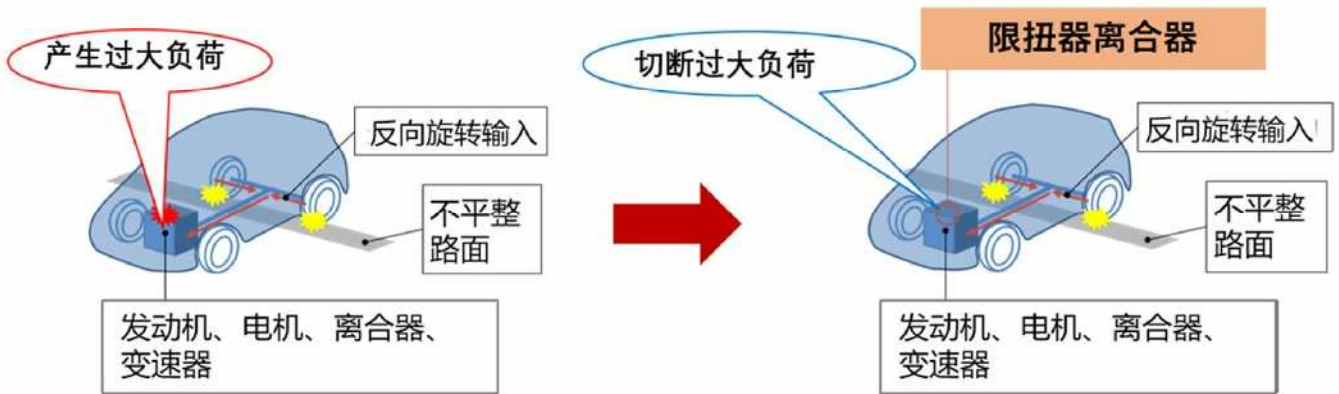 产生过大负荷
反向旋转输入
不平整
路面
发动机、电机、离合器、
变速器
限扭器离合器
切断过大负荷
反向旋转输入
不平整
路面
发动机、电机、离合器、
变速器